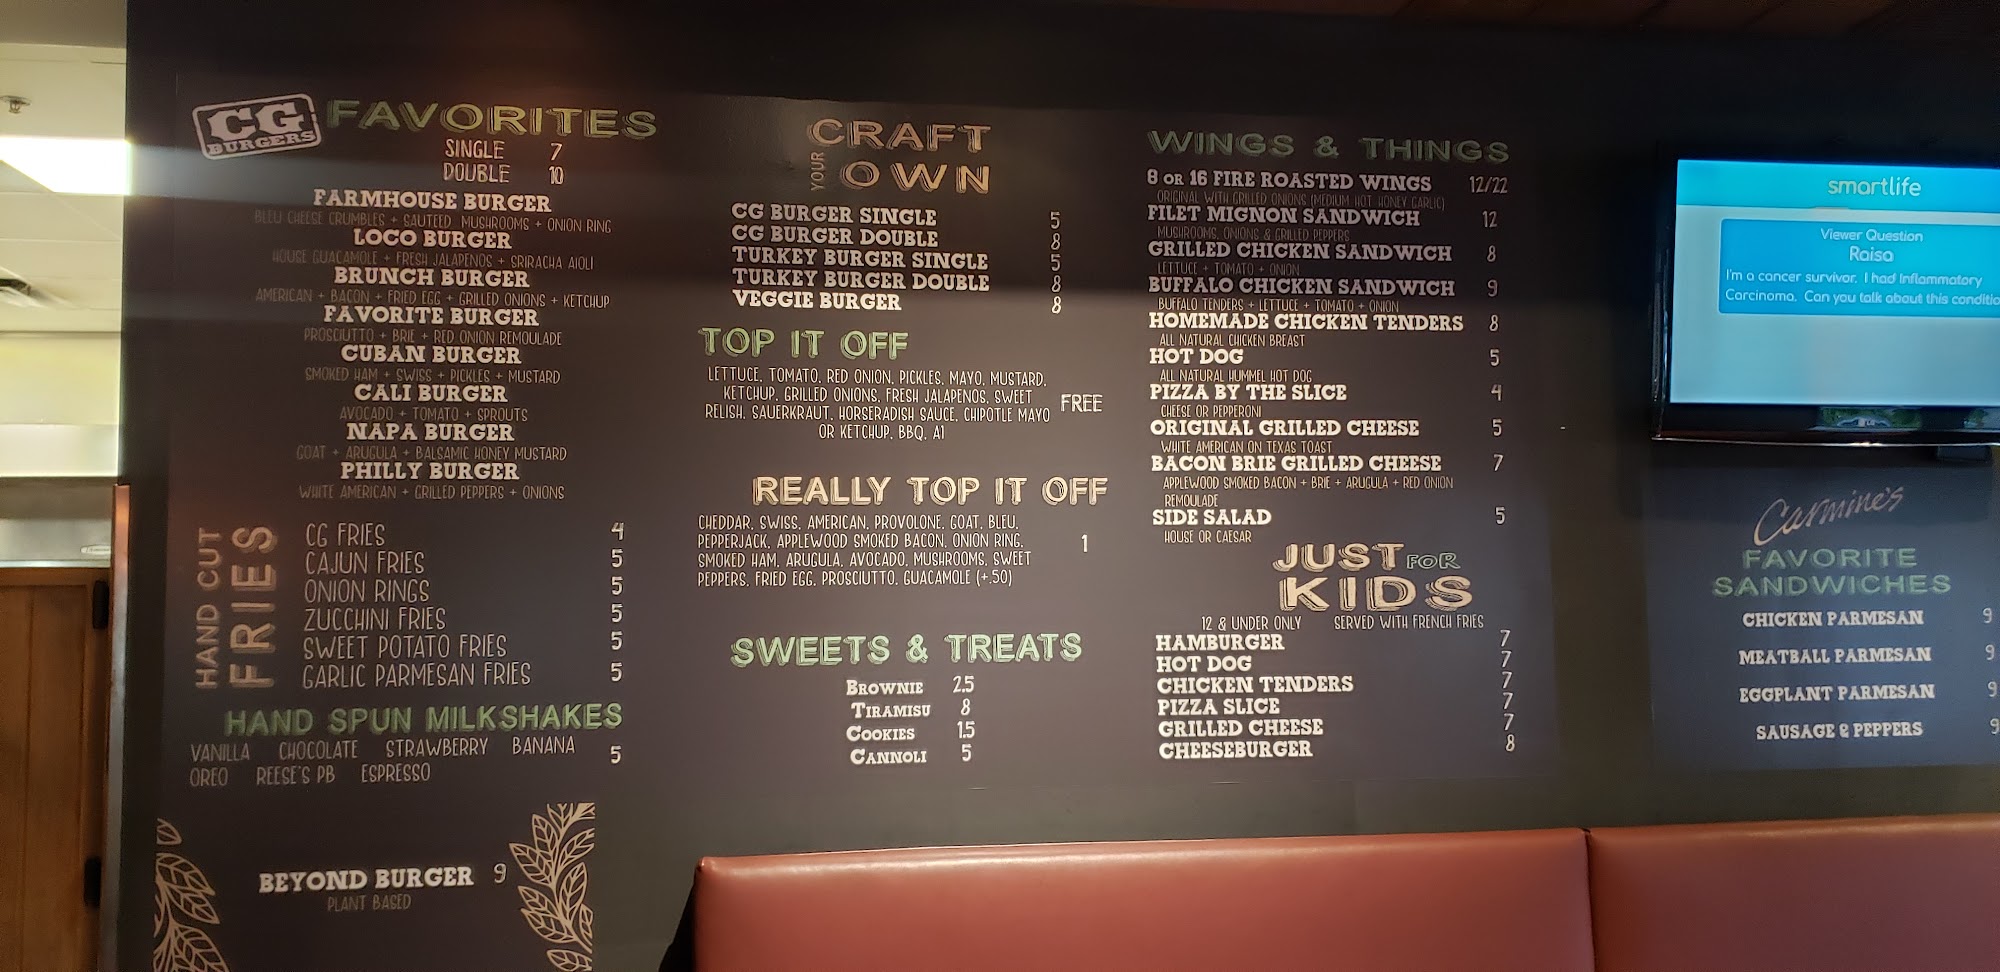 CG
BURGERS
FAVORITES
SINGLE 7
DOUBLE 10
FARMHOUSE BURGER
BLEU CHEESE CRUMBLES + SAUTEED MUSHROOMS + ONION RING
LOCO BURGER
HOUSE GUACAMOLE + FRESH JALAPENOS + SRIRACHA AIOLI
BRUNCH BURGER
AMERICAN + BACON + FRIED EGG + GRILLED ONIONS + KETCHUP
FAVORITE BURGER
PROSCIUTTO + BRIE + RED ONION REMOULADE
CUBAN BURGER
SMOKED HAM + SWISS + PICKLES + MUSTARD
CALI BURGER
AVOCADO + TOMATO + SPROUTS
NAPA BURGER
GOAT + ARUGULA + BALSAMIC HONEY MUSTARD
PHILLY BURGER
WHITE AMERICAN + GRILLED PEPPERS + ONIONS
HAND CUT
FRIES
CG FRIES 4
CAJUN FRIES 5
ONION RINGS 5
ZUCCHINI FRIES 5
SWEET POTATO FRIES 5
GARLIC PARMESAN FRIES 5
HAND SPUN MILKSHAKES
VANILLA CHOCOLATE STRAWBERRY BANANA
OREO REESE'S PB ESPRESSO 5
BEYOND BURGER 9
PLANT BASED
CRAFT
YOUR OWN
CG BURGER SINGLE 5
CG BURGER DOUBLE 8
TURKEY BURGER SINGLE 5
TURKEY BURGER DOUBLE 8
VEGGIE BURGER 8
TOP IT OFF
LETTUCE, TOMATO, RED ONION, PICKLES, MAYO, MUSTARD,
KETCHUP, GRILLED ONIONS, FRESH JALAPENOS, SWEET
RELISH, SAUERKRAUT, HORSERADISH SAUCE, CHIPOTLE MAYO
OR KETCHUP, BBQ, A1
FREE
REALLY TOP IT OFF
CHEDDAR, SWISS, AMERICAN, PROVOLONE, GOAT, BLEU,
PEPPERJACK, APPLEWOOD SMOKED BACON, ONION RING,
SMOKED HAM, ARUGULA, AVOCADO, MUSHROOMS, SWEET
PEPPERS, FRIED EGG, PROSCIUTTO, GUACAMOLE (+.50)
1
SWEETS & TREATS
BROWNIE 2.5
TIRAMISU 8
COOKIES 1.5
CANNOLI 5
WINGS & THINGS
8 OR 16 FIRE ROASTED WINGS 12/22
ORIGINAL WITH GRILLED ONIONS (MEDIUM, HOT, HONEY GARLIC)
FILET MIGNON SANDWICH 12
MUSHROOMS, ONIONS & GRILLED PEPPERS
GRILLED CHICKEN SANDWICH 8
LETTUCE + TOMATO + ONION
BUFFALO CHICKEN SANDWICH 9
BUFFALO TENDERS + LETTUCE + TOMATO + ONION
HOMEMADE CHICKEN TENDERS 8
ALL NATURAL CHICKEN BREAST
HOT DOG 5
ALL NATURAL HUMMEL HOT DOG
PIZZA BY THE SLICE 4
CHEESE OR PEPPERONI
ORIGINAL GRILLED CHEESE 5
WHITE AMERICAN ON TEXAS TOAST
BACON BRIE GRILLED CHEESE 7
APPLEWOOD SMOKED BACON + BRIE + ARUGULA + RED ONION
REMOULADE
SIDE SALAD 5
HOUSE OR CAESAR
JUST FOR
KIDS
12 & UNDER ONLY SERVED WITH FRENCH FRIES
HAMBURGER 7
HOT DOG 7
CHICKEN TENDERS 7
PIZZA SLICE 7
GRILLED CHEESE 7
CHEESEBURGER 8
smartlife
Viewer Question
Raisa
I'm a cancer survivor. I had Inflammatory
Carcinoma. Can you talk about this conditio
Carmine's
FAVORITE
SANDWICHES
CHICKEN PARMESAN 9
MEATBALL PARMESAN 9
EGGPLANT PARMESAN 9
SAUSAGE & PEPPERS 9